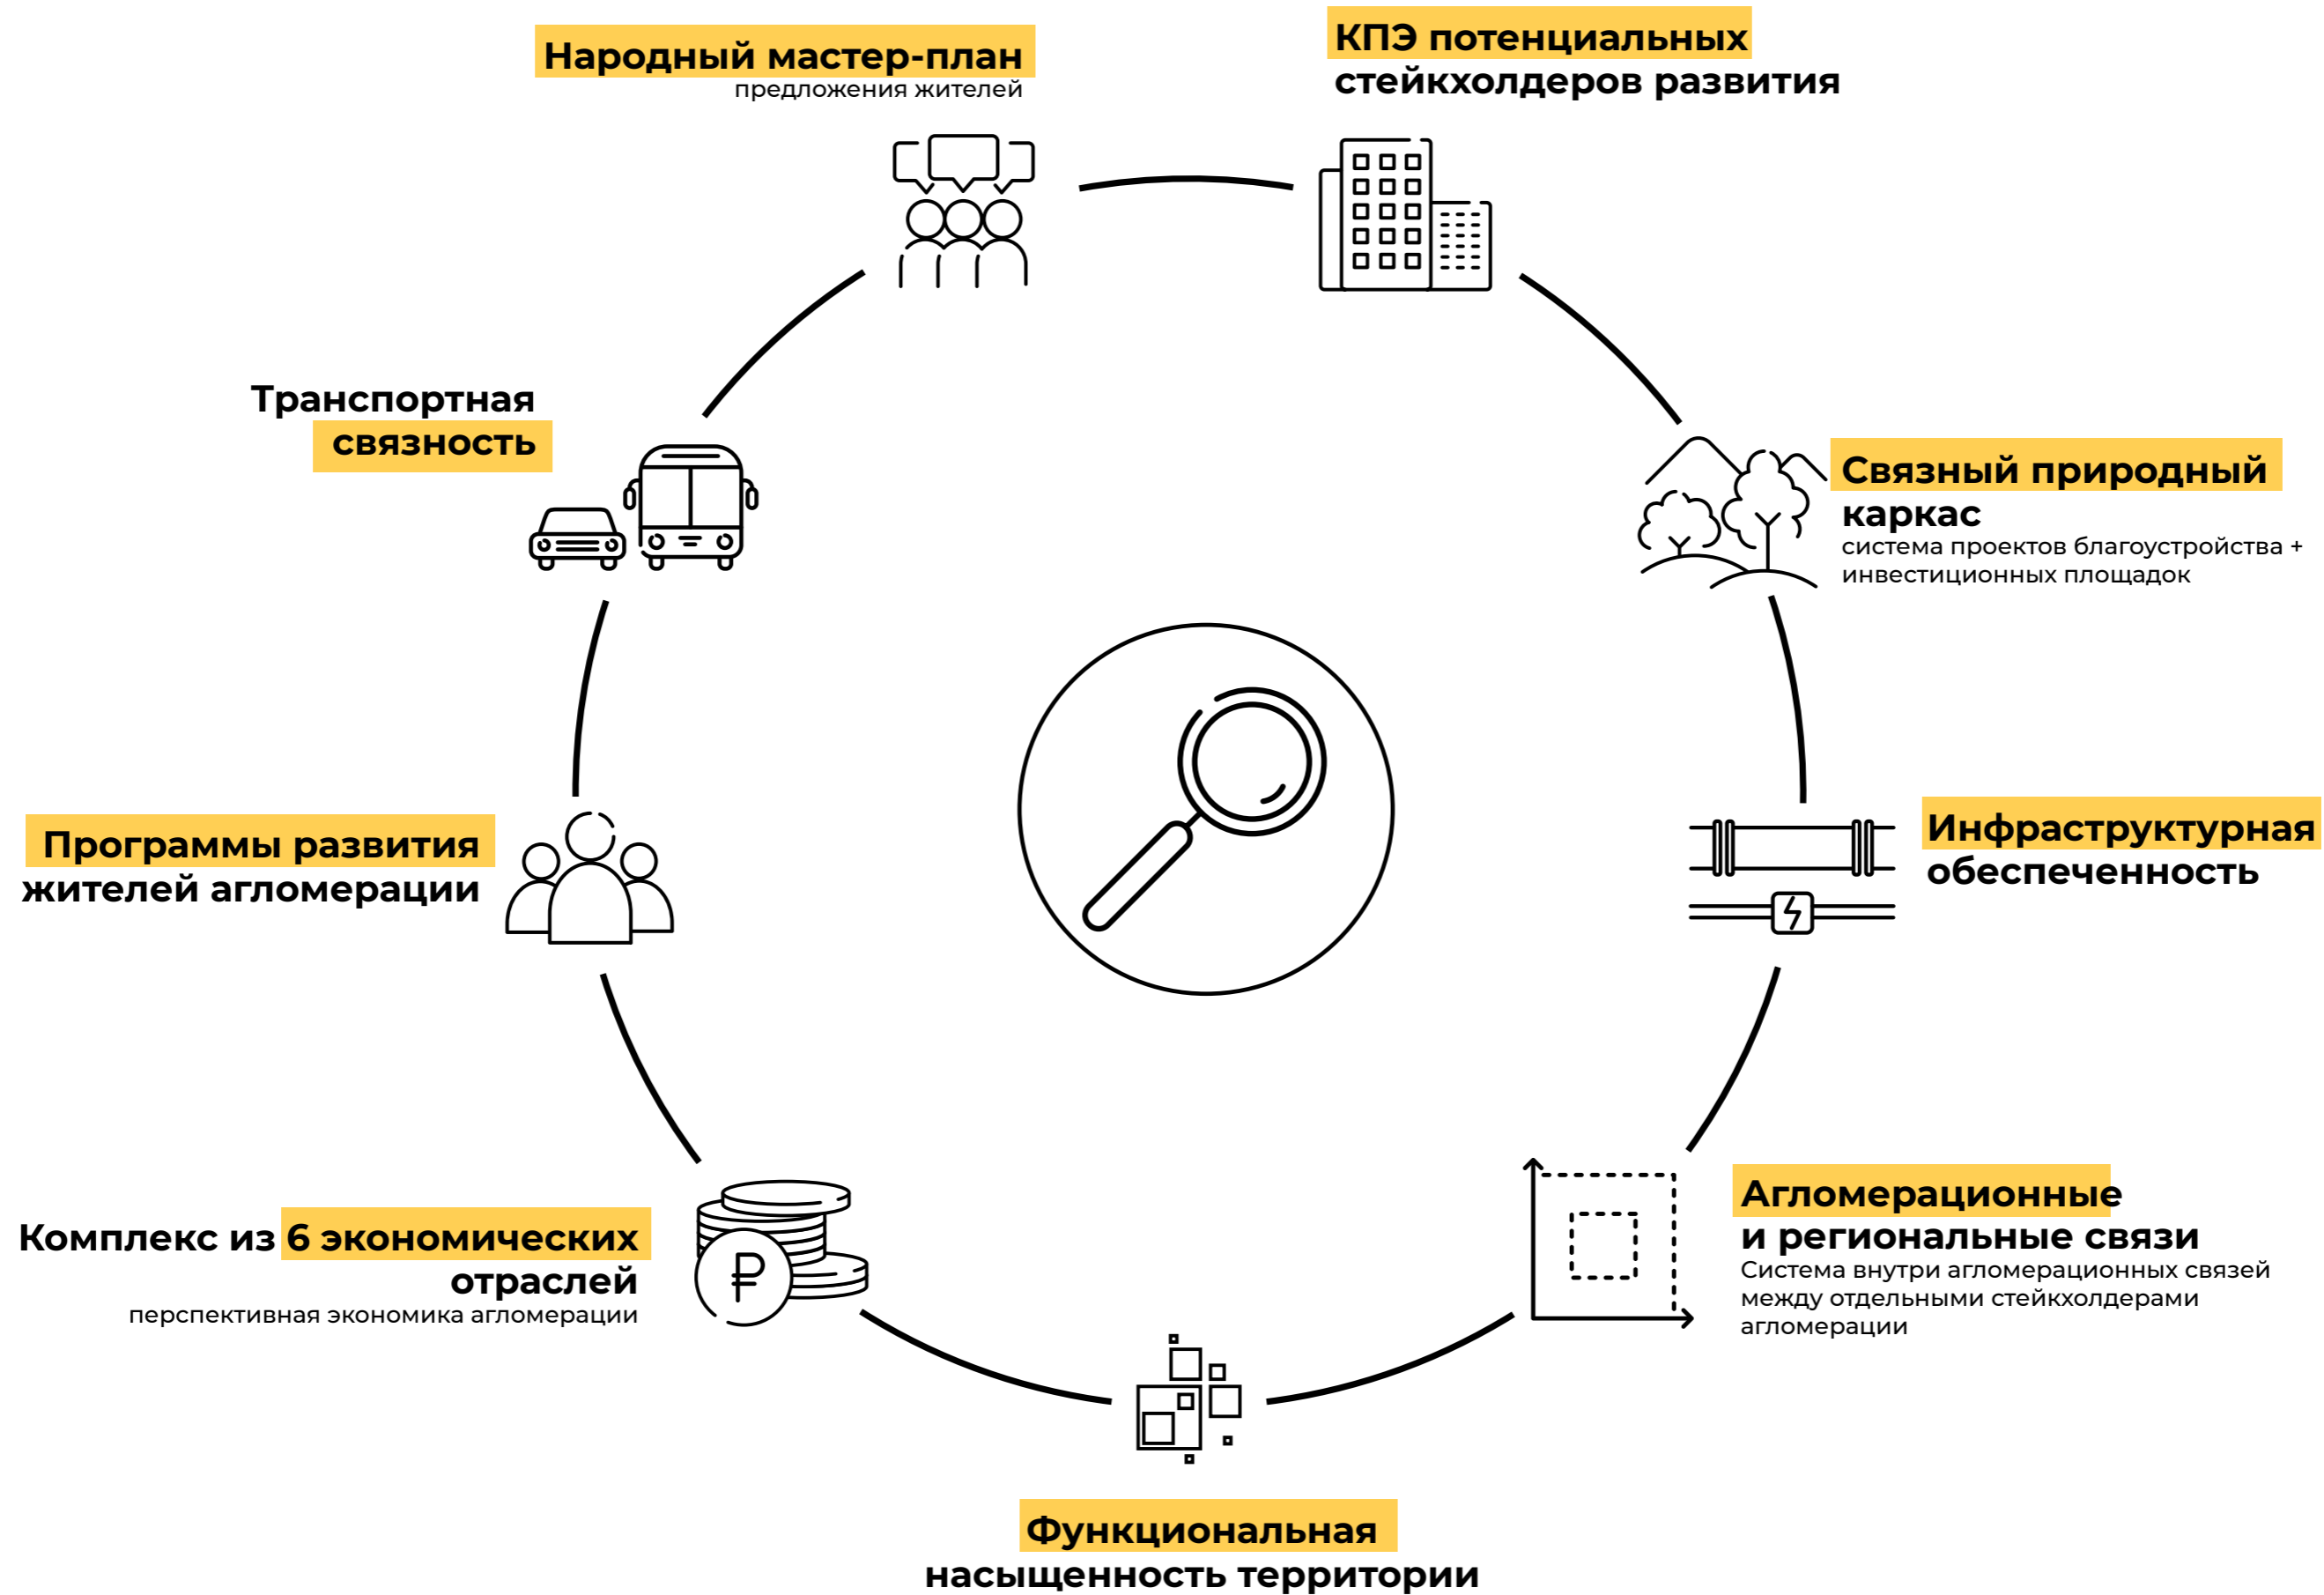 Народный мастер-план
предложения жителей
КПЭ потенциальных
стейкхолдеров развития
Транспортная
связность
Связный природный
каркас
система проектов благоустройства +
инвестиционных площадок
Программы развития
жителей агломерации
Инфраструктурная
обеспеченность
Комплекс из 6 экономических
отраслей
перспективная экономика агломерации
Агломерационные
и региональные связи
Система внутри агломерационных связей
между отдельными стейкхолдерами
агломерации
Функциональная
насыщенность территории